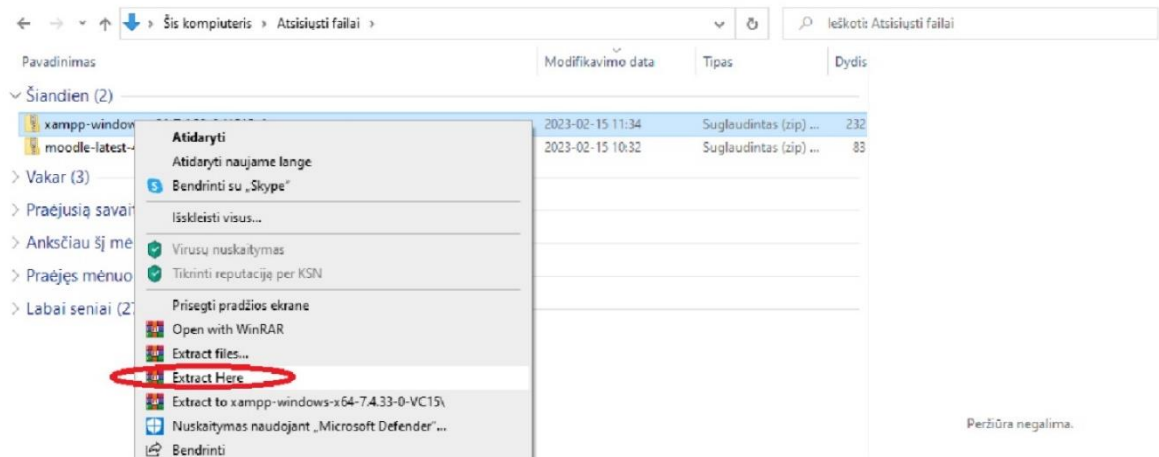 Šis kompiuteris › Atsisiųsti failai ›
Ieškoti: Atsisiųsti failai
Pavadinimas Modifikavimo data Tipas Dydis
Šiandien (2)
xampp-window 2023-02-15 11:34 Suglaudintas (zip) ... 232
moodle-latest-4 2023-02-15 10:32 Suglaudintas (zip) ... 83
Vakar (3)
Praėjusią savait
Anksčiau šį mė
Praėjęs mėnuo
Labai seniai (27
Atidaryti
Atidaryti naujame lange
Bendrinti su „Skype“
Išskleisti visus...
Virusų nuskaitymas
Tikrinti reputaciją per KSN
Prisegti pradžios ekrane
Open with WinRAR
Extract files...
Extract Here
Extract to xampp-windows-x64-7.4.33-0-VC15\
Nuskaitymas naudojant „Microsoft Defender“...
Bendrinti
Peržiūra negalima.